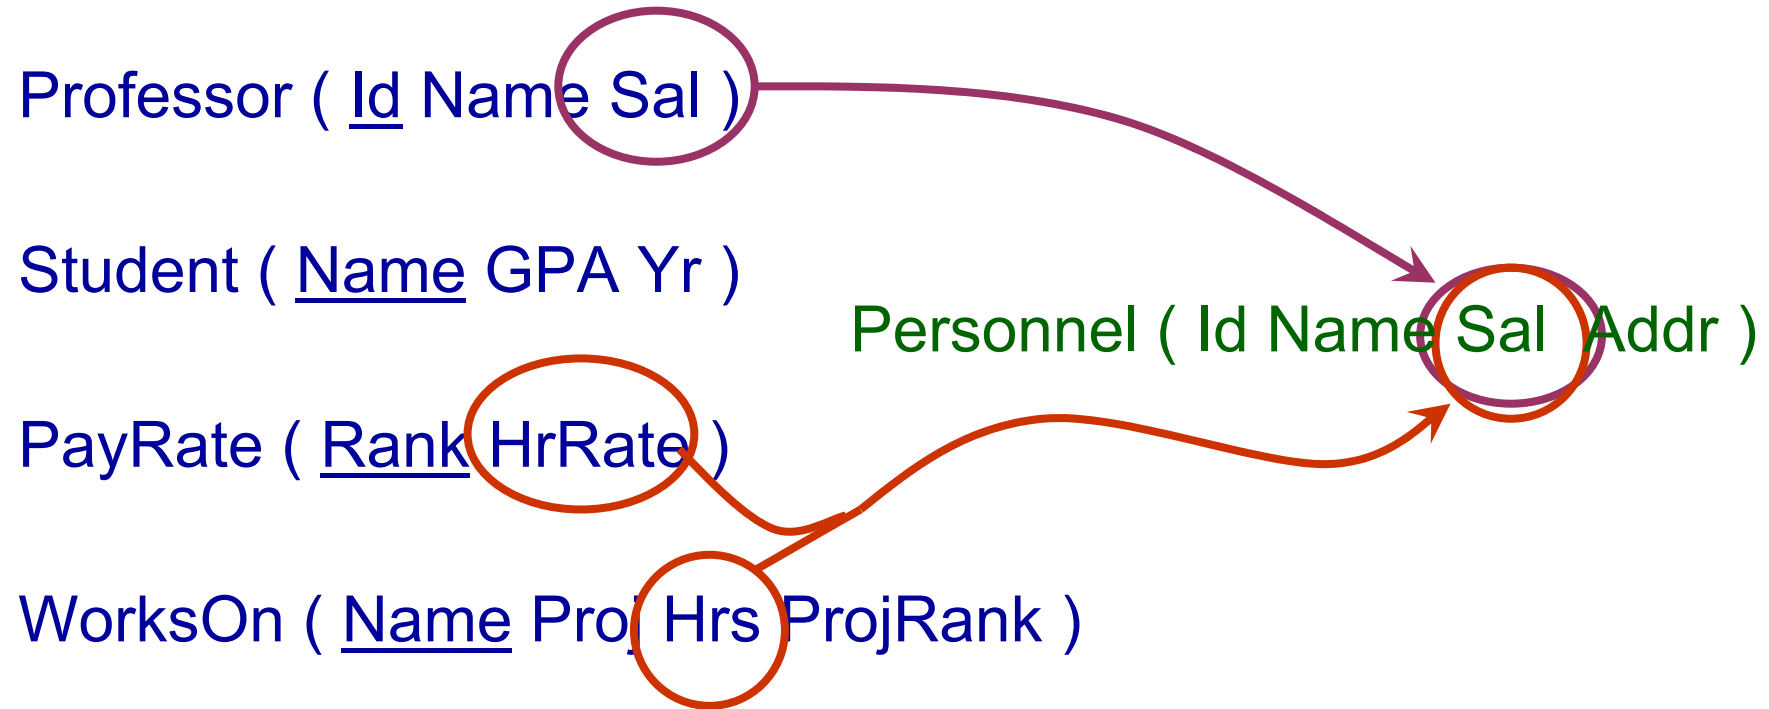 Professor ( Id Name Sal )
Student ( Name GPA Yr )
Personnel ( Id Name Sal Addr )
PayRate ( Rank HrRate )
WorksOn ( Name Proj Hrs ProjRank )